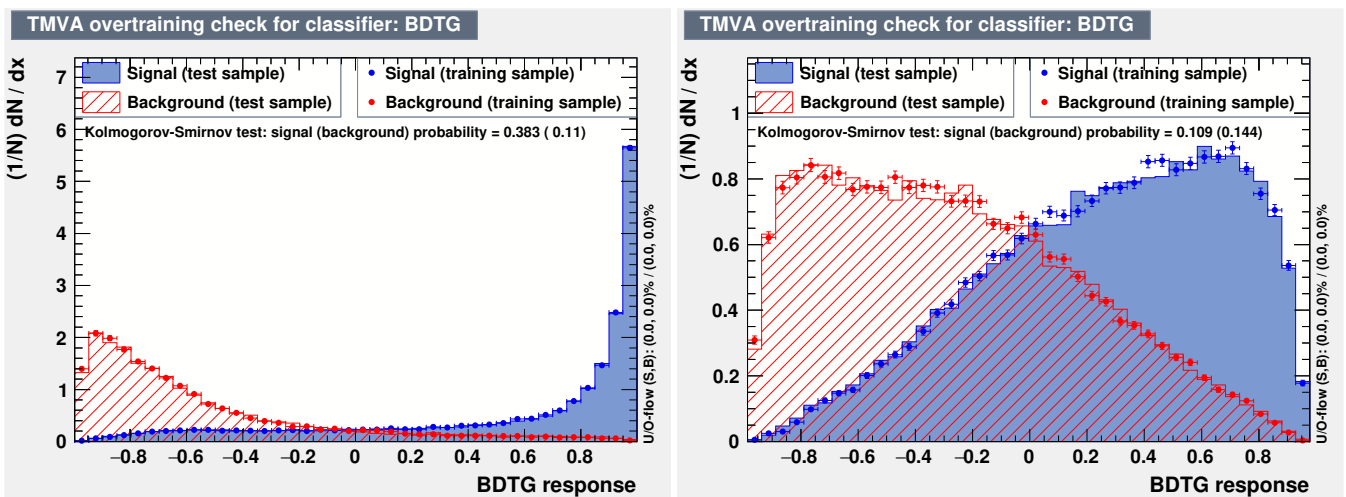 TMVA overtraining check for classifier: BDTG
(1/N) dN / dx
Signal (test sample)
Signal (training sample)
Background (test sample)
Background (training sample)
Kolmogorov-Smirnov test: signal (background) probability = 0.383 ( 0.11)
7
6
5
4
3
2
1
0
−0.8 −0.6 −0.4 −0.2 0 0.2 0.4 0.6 0.8
BDTG response
U/O-flow (S,B): (0.0, 0.0)% / (0.0, 0.0)%
TMVA overtraining check for classifier: BDTG
(1/N) dN / dx
Signal (test sample)
Signal (training sample)
Background (test sample)
Background (training sample)
Kolmogorov-Smirnov test: signal (background) probability = 0.109 (0.144)
1
0.8
0.6
0.4
0.2
0
−0.8 −0.6 −0.4 −0.2 0 0.2 0.4 0.6 0.8
BDTG response
U/O-flow (S,B): (0.0, 0.0)% / (0.0, 0.0)%